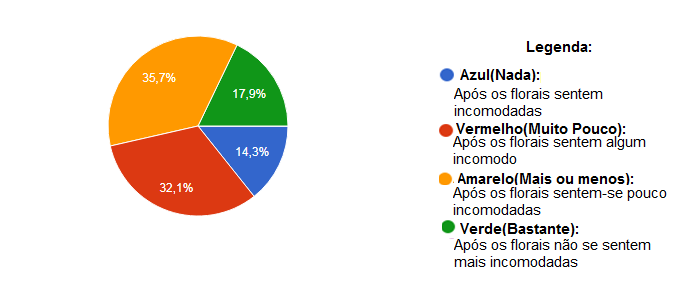 35,7%
17,9%
14,3%
32,1%
Legenda:
Azul(Nada):
Após os florais sentem
incomodadas
Vermelho(Muito Pouco):
Após os florais sentem algum
incomodo
Amarelo(Mais ou menos):
Após os florais sentem-se pouco
incomodadas
Verde(Bastante):
Após os florais não se sentem
mais incomodadas